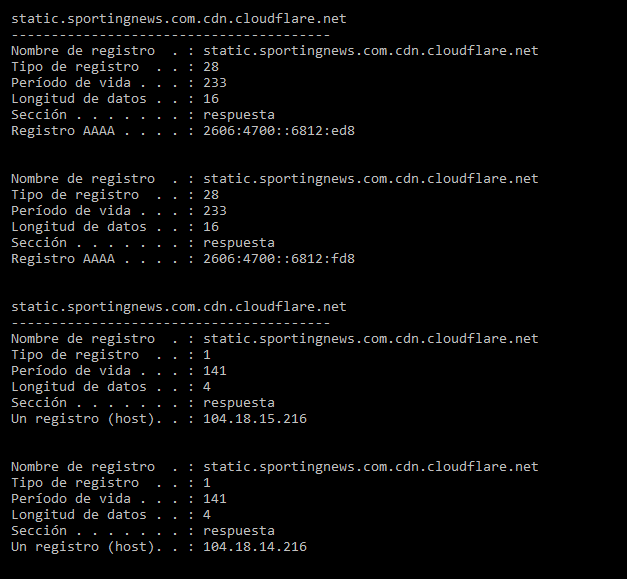 static.sportingnews.com.cdn.cloudflare.net
----------------------------------------
Nombre de registro  . : static.sportingnews.com.cdn.cloudflare.net
Tipo de registro  . . : 28
Período de vida . . . : 233
Longitud de datos . . : 16
Sección . . . . . . . : respuesta
Registro AAAA . . . . : 2606:4700::6812:ed8
Nombre de registro  . : static.sportingnews.com.cdn.cloudflare.net
Tipo de registro  . . : 28
Período de vida . . . : 233
Longitud de datos . . : 16
Sección . . . . . . . : respuesta
Registro AAAA . . . . : 2606:4700::6812:fd8
static.sportingnews.com.cdn.cloudflare.net
----------------------------------------
Nombre de registro  . : static.sportingnews.com.cdn.cloudflare.net
Tipo de registro  . . : 1
Período de vida . . . : 141
Longitud de datos . . : 4
Sección . . . . . . . : respuesta
Un registro (host). . : 104.18.15.216
Nombre de registro  . : static.sportingnews.com.cdn.cloudflare.net
Tipo de registro  . . : 1
Período de vida . . . : 141
Longitud de datos . . : 4
Sección . . . . . . . : respuesta
Un registro (host). . : 104.18.14.216